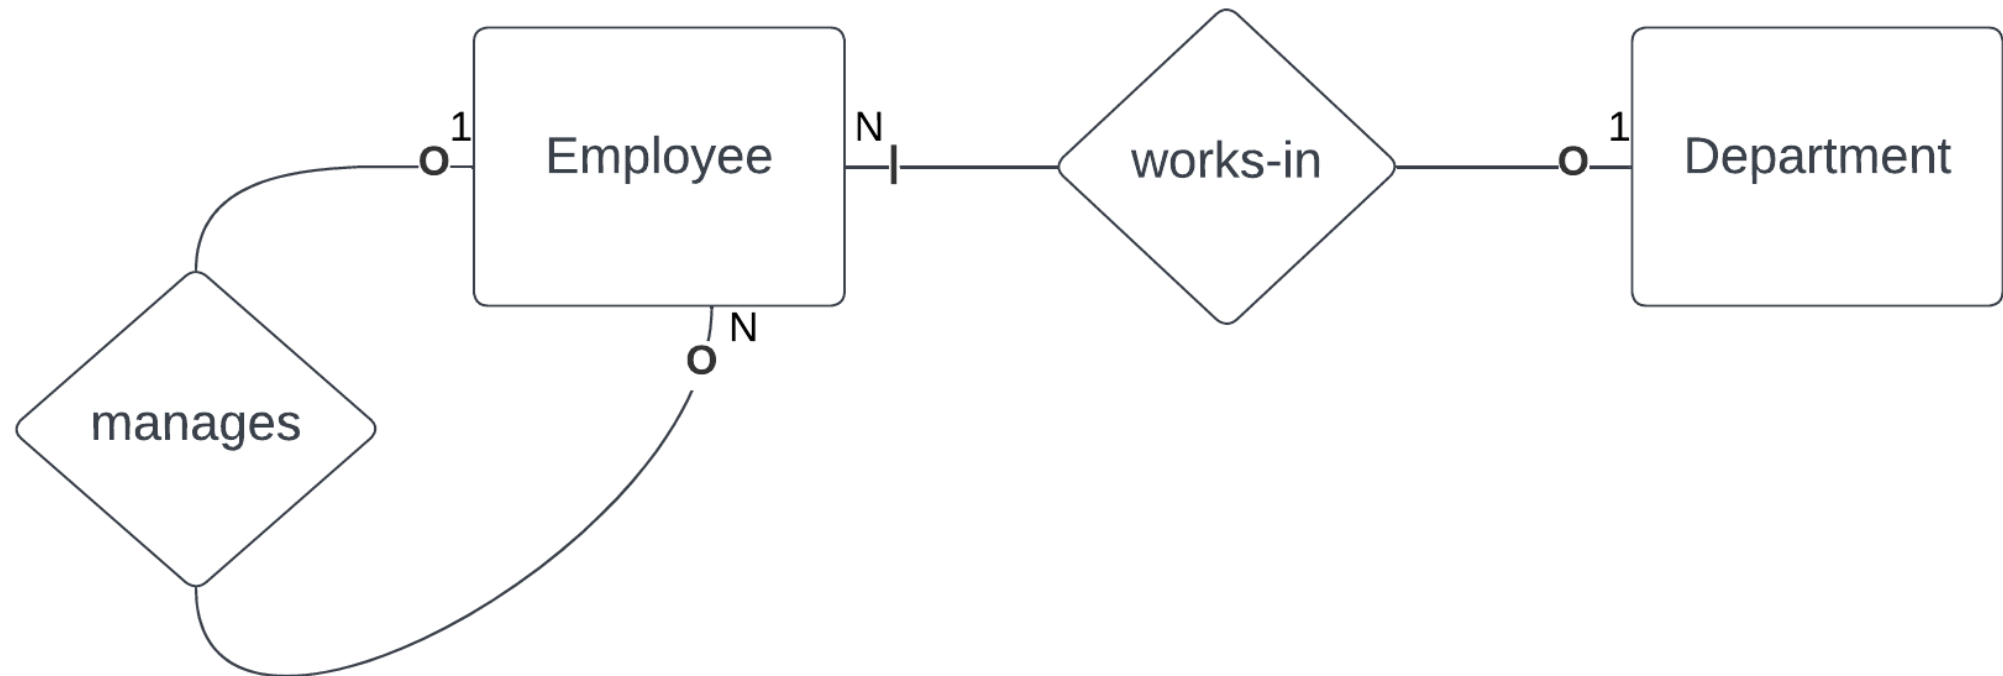 1
O
Employee
N
I
works-in
O
1
Department
N
O
manages